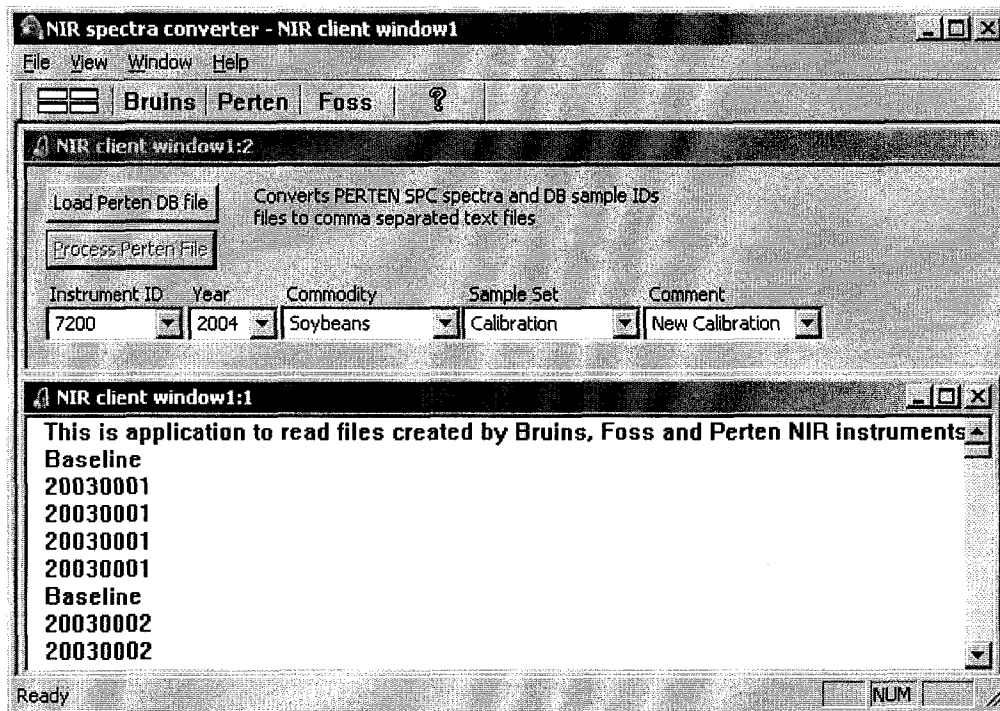 NIR spectra converter - NIR client window1
File View Window Help
Bruins Perten Foss ?
NIR client window1:2
Load Perten DB file
Converts PERTEN SPC spectra and DB sample IDs
files to comma separated text files
Process Perten File
Instrument ID Year Commodity Sample Set Comment
7200 2004 Soybeans Calibration New Calibration
NIR client window1:1
This is application to read files created by Bruins, Foss and Perten NIR instruments
Baseline
20030001
20030001
20030001
20030001
Baseline
20030002
20030002
Ready NUM